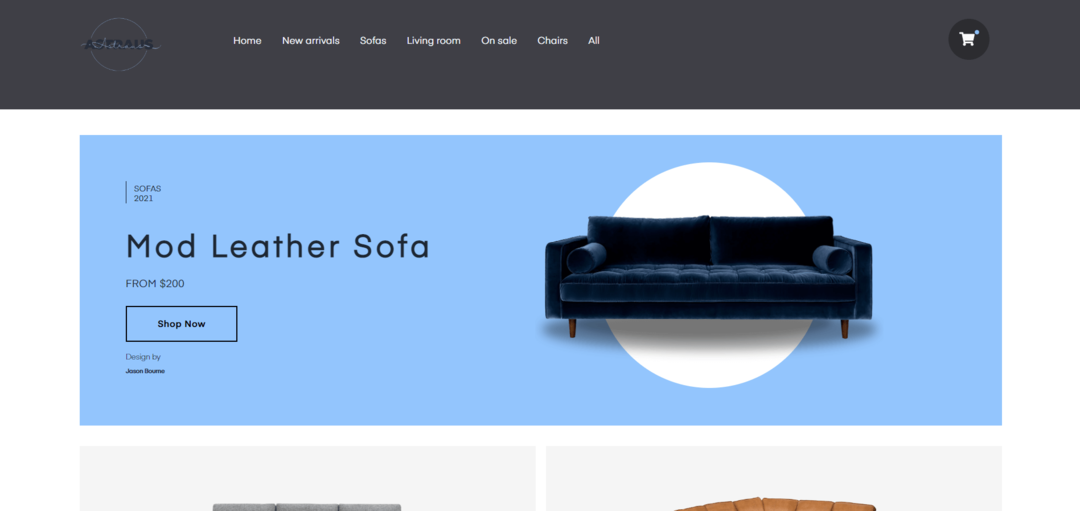 Home New arrivals Sofas Living room On sale Chairs All
SOFAS
2021
Mod Leather Sofa
FROM $200
Shop Now
Design by
Jason Bourne